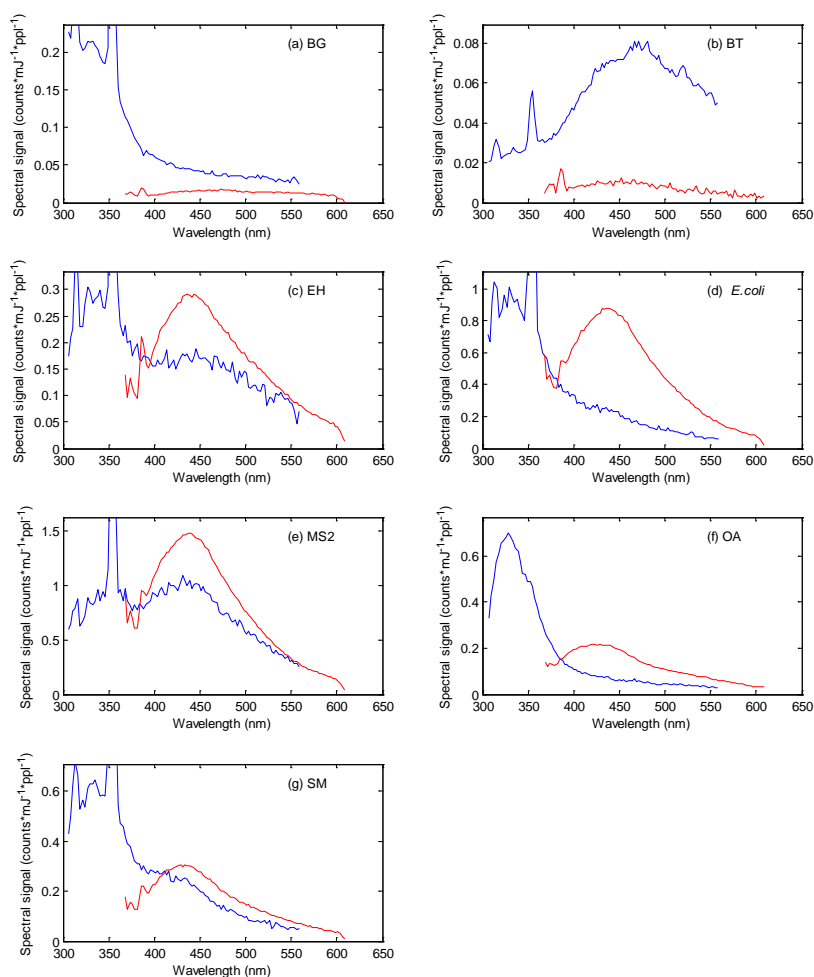 (a) BG
Spectral signal (counts*mJ⁻¹*ppl⁻¹)
0.2
0.15
0.1
0.05
0
300 350 400 450 500 550 600 650
Wavelength (nm)
(b) BT
Spectral signal (counts*mJ⁻¹*ppl⁻¹)
0.08
0.06
0.04
0.02
0
300 350 400 450 500 550 600 650
Wavelength (nm)
(c) EH
Spectral signal (counts*mJ⁻¹*ppl⁻¹)
0.3
0.25
0.2
0.15
0.1
0.05
0
300 350 400 450 500 550 600 650
Wavelength (nm)
(d) E.coli
Spectral signal (counts*mJ⁻¹*ppl⁻¹)
1
0.8
0.6
0.4
0.2
0
300 350 400 450 500 550 600 650
Wavelength (nm)
(e) MS2
Spectral signal (counts*mJ⁻¹*ppl⁻¹)
1.5
1
0.5
0
300 350 400 450 500 550 600 650
Wavelength (nm)
(f) OA
Spectral signal (counts*mJ⁻¹*ppl⁻¹)
0.6
0.4
0.2
0
300 350 400 450 500 550 600 650
Wavelength (nm)
(g) SM
Spectral signal (counts*mJ⁻¹*ppl⁻¹)
0.6
0.4
0.2
0
300 350 400 450 500 550 600 650
Wavelength (nm)